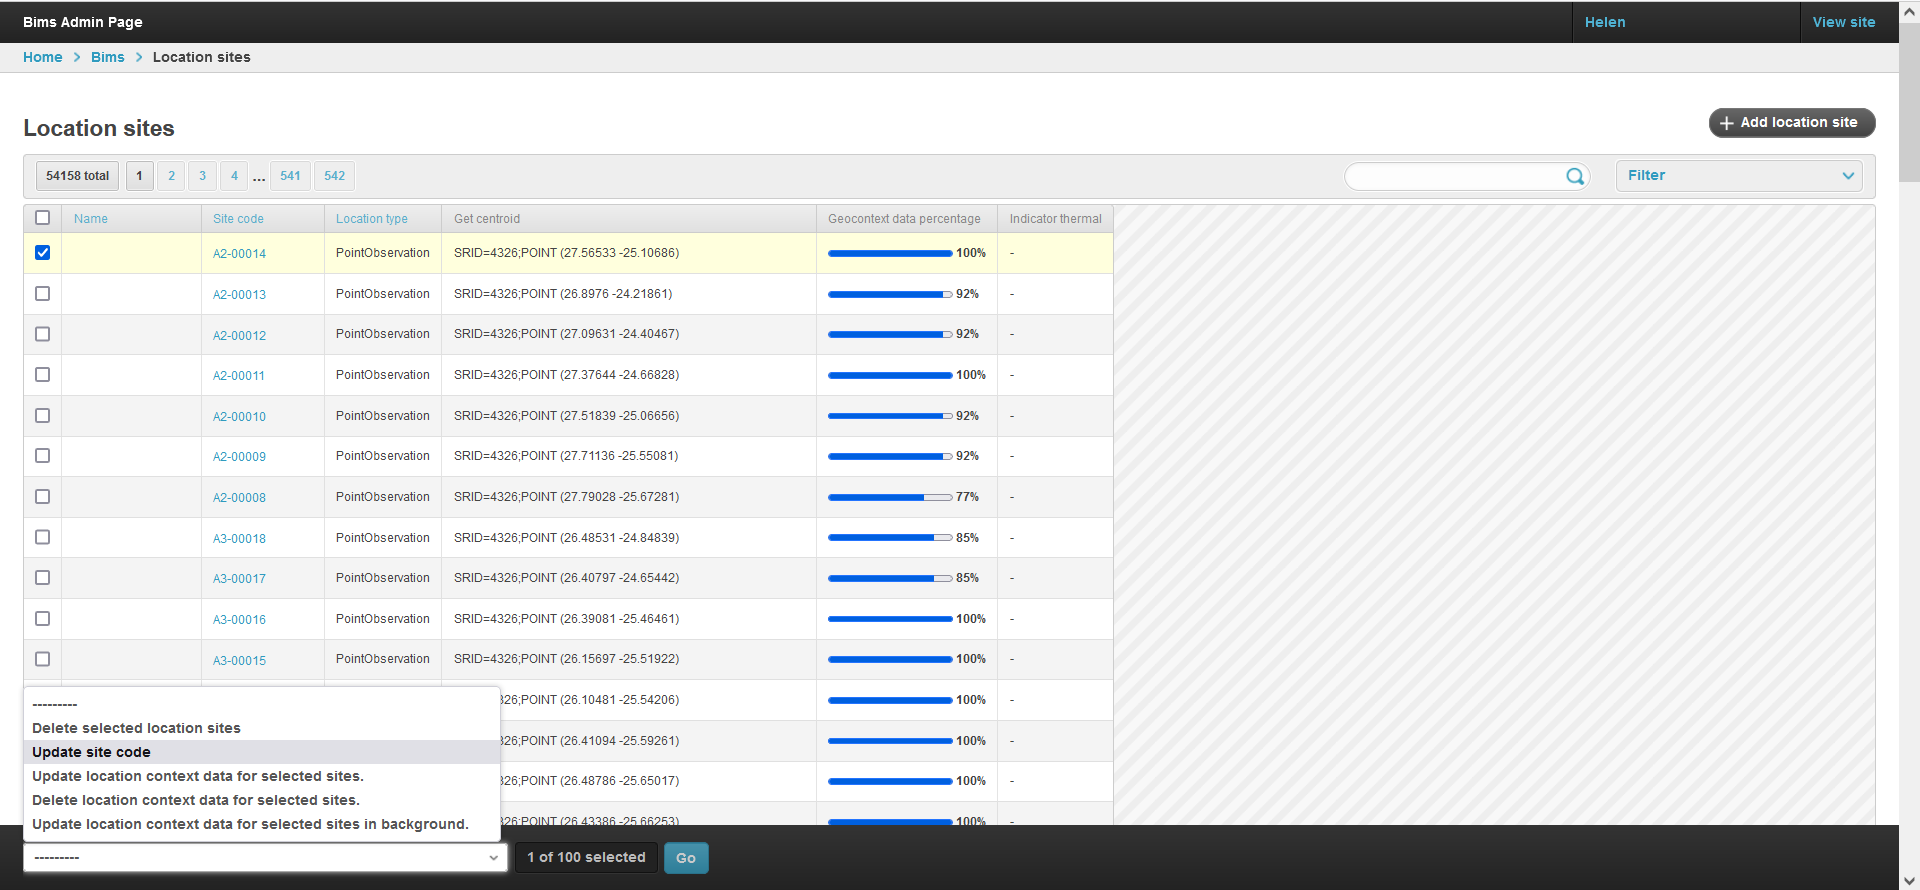 Bims Admin Page
Helen
View site
Home > Bims > Location sites
Location sites
+ Add location site
54158 total 1 2 3 4 ... 541 542
Filter
Name Site code Location type Get centroid Geocontext data percentage Indicator thermal
A2-00014 PointObservation SRID=4326;POINT (27.56533 -25.10686) 100% -
A2-00013 PointObservation SRID=4326;POINT (26.8976 -24.21861) 92% -
A2-00012 PointObservation SRID=4326;POINT (27.09631 -24.40467) 92% -
A2-00011 PointObservation SRID=4326;POINT (27.37644 -24.66828) 100% -
A2-00010 PointObservation SRID=4326;POINT (27.51839 -25.06656) 92% -
A2-00009 PointObservation SRID=4326;POINT (27.71136 -25.55081) 92% -
A2-00008 PointObservation SRID=4326;POINT (27.79028 -25.67281) 77% -
A3-00018 PointObservation SRID=4326;POINT (26.48531 -24.84839) 85% -
A3-00017 PointObservation SRID=4326;POINT (26.40797 -24.65442) 85% -
A3-00016 PointObservation SRID=4326;POINT (26.39081 -25.46461) 100% -
A3-00015 PointObservation SRID=4326;POINT (26.15697 -25.51922) 100% -
326;POINT (26.10481 -25.54206) 100% -
326;POINT (26.41094 -25.59261) 100% -
326;POINT (26.48786 -25.65017) 100% -
326;POINT (26.43386 -25.66253) 100% -
---------
Delete selected location sites
Update site code
Update location context data for selected sites.
Delete location context data for selected sites.
Update location context data for selected sites in background.
---------
1 of 100 selected
Go